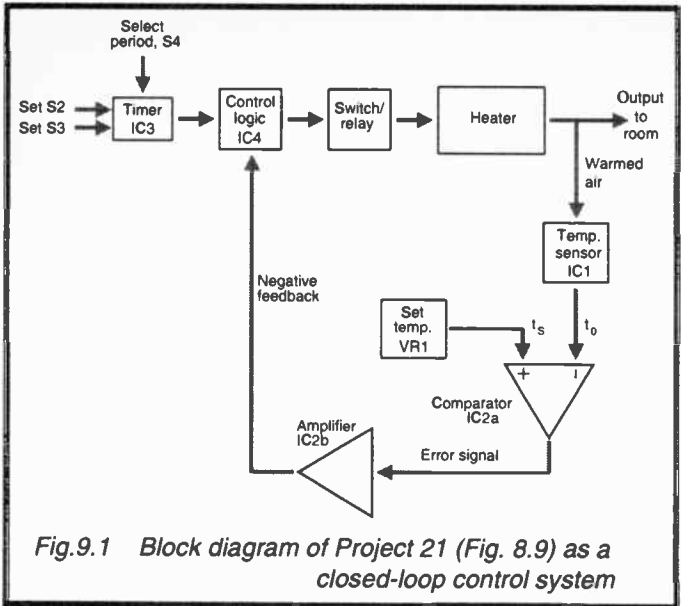 Select
period, S4
Set S2
Set S3
Timer
IC3
Control
logic
IC4
Switch/
relay
Heater
Output
to
room
Warmed
air
Temp.
sensor
IC1
Negative
feedback
Set
temp.
VR1
tS
to
+
-
Comparator
IC2a
Amplifier
IC2b
Error signal
Fig.9.1 Block diagram of Project 21 (Fig. 8.9) as a
closed-loop control system